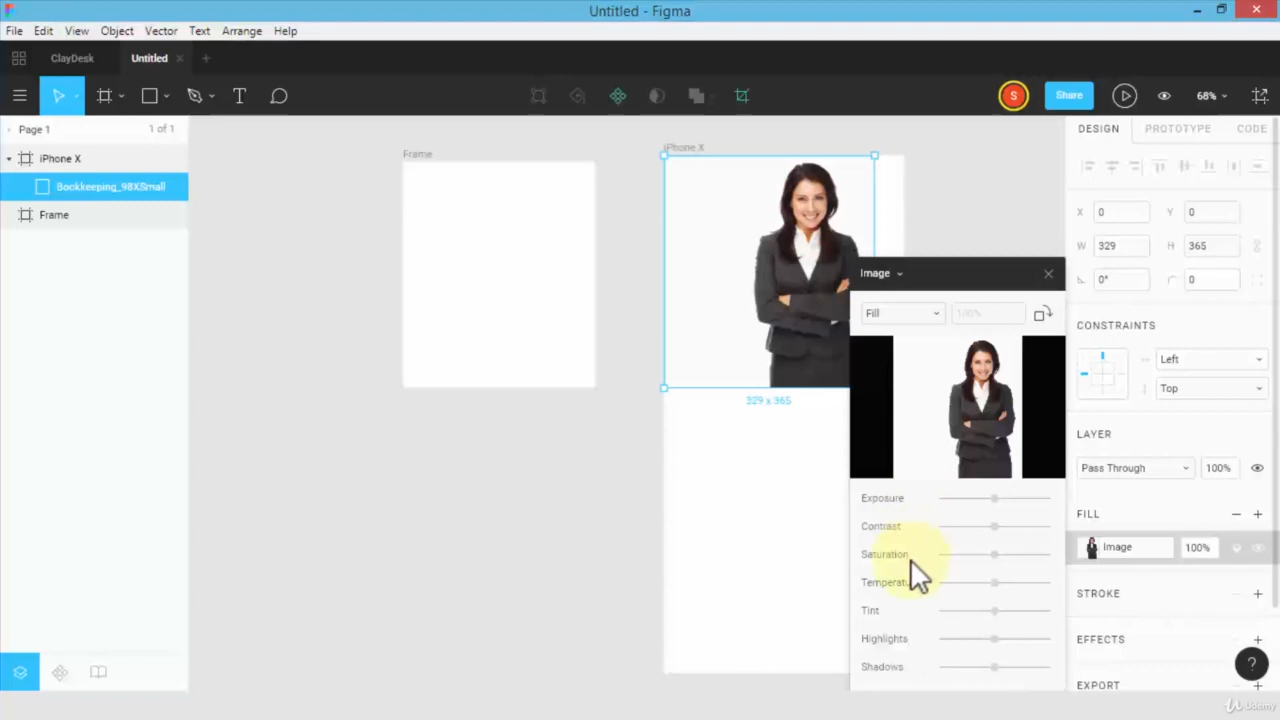 Untitled - Figma
File Edit View Object Vector Text Arrange Help
ClayDesk Untitled
S Share 68%
Page 1 1 of 1
iPhone X
Bookkeeping_98XSmall
Frame
Frame
iPhone X
329 x 365
Image
Fill 100%
Exposure
Contrast
Saturation
Temperatu
Tint
Highlights
Shadows
DESIGN PROTOTYPE CODE
X 0 Y 0
W 329 H 365
0° 0
CONSTRAINTS
Left
Top
LAYER
Pass Through 100%
FILL
Image 100%
STROKE
EFFECTS
EXPORT
?
Udemy